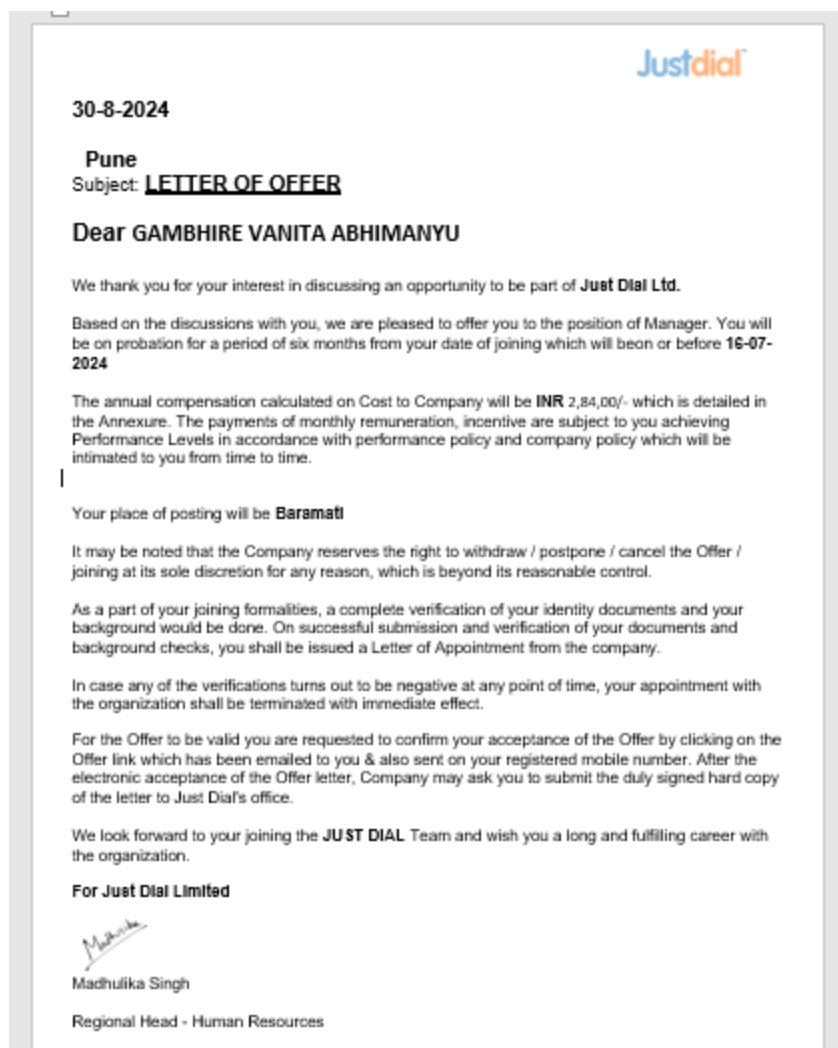 Justdial
30-8-2024
Pune
Subject: LETTER OF OFFER
Dear GAMBHIRE VANITA ABHIMANYU
We thank you for your interest in discussing an opportunity to be part of Just Dial Ltd.
Based on the discussions with you, we are pleased to offer you to the position of Manager. You will
be on probation for a period of six months from your date of joining which will beon or before 16-07-
2024
The annual compensation calculated on Cost to Company will be INR 2,84,00/- which is detailed in
the Annexure. The payments of monthly remuneration, incentive are subject to you achieving
Performance Levels in accordance with performance policy and company policy which will be
intimated to you from time to time.
Your place of posting will be Baramati
It may be noted that the Company reserves the right to withdraw / postpone / cancel the Offer /
joining at its sole discretion for any reason, which is beyond its reasonable control.
As a part of your joining formalities, a complete verification of your identity documents and your
background would be done. On successful submission and verification of your documents and
background checks, you shall be issued a Letter of Appointment from the company.
In case any of the verifications turns out to be negative at any point of time, your appointment with
the organization shall be terminated with immediate effect.
For the Offer to be valid you are requested to confirm your acceptance of the Offer by clicking on the
Offer link which has been emailed to you & also sent on your registered mobile number. After the
electronic acceptance of the Offer letter, Company may ask you to submit the duly signed hard copy
of the letter to Just Dial's office.
We look forward to your joining the JUST DIAL Team and wish you a long and fulfilling career with
the organization.
For Just Dial Limited
Madhulika
Madhulika Singh
Regional Head - Human Resources